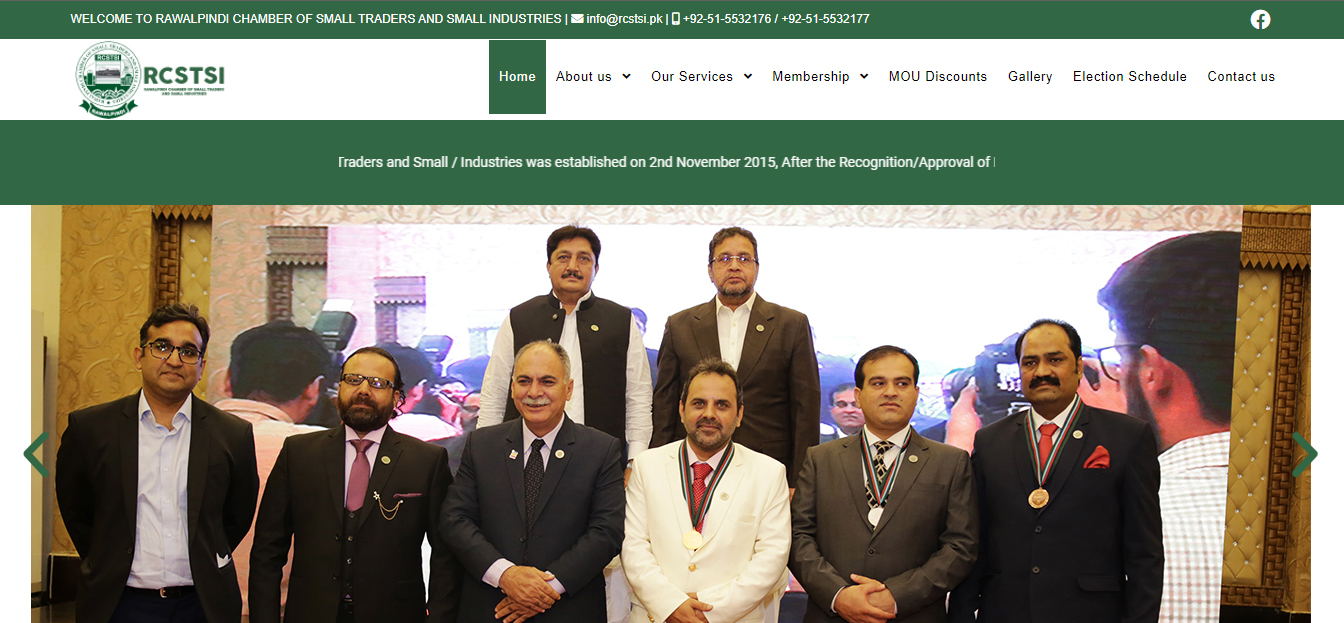 WELCOME TO RAWALPINDI CHAMBER OF SMALL TRADERS AND SMALL INDUSTRIES | info@rcstsi.pk | +92-51-5532176 / +92-51-5532177
RCSTSI
RAWALPINDI
RCSTSI
RAWALPINDI CHAMBER OF SMALL TRADERS
AND SMALL INDUSTRIES
Home About us Our Services Membership MOU Discounts Gallery Election Schedule Contact us
Traders and Small / Industries was established on 2nd November 2015, After the Recognition/Approval of